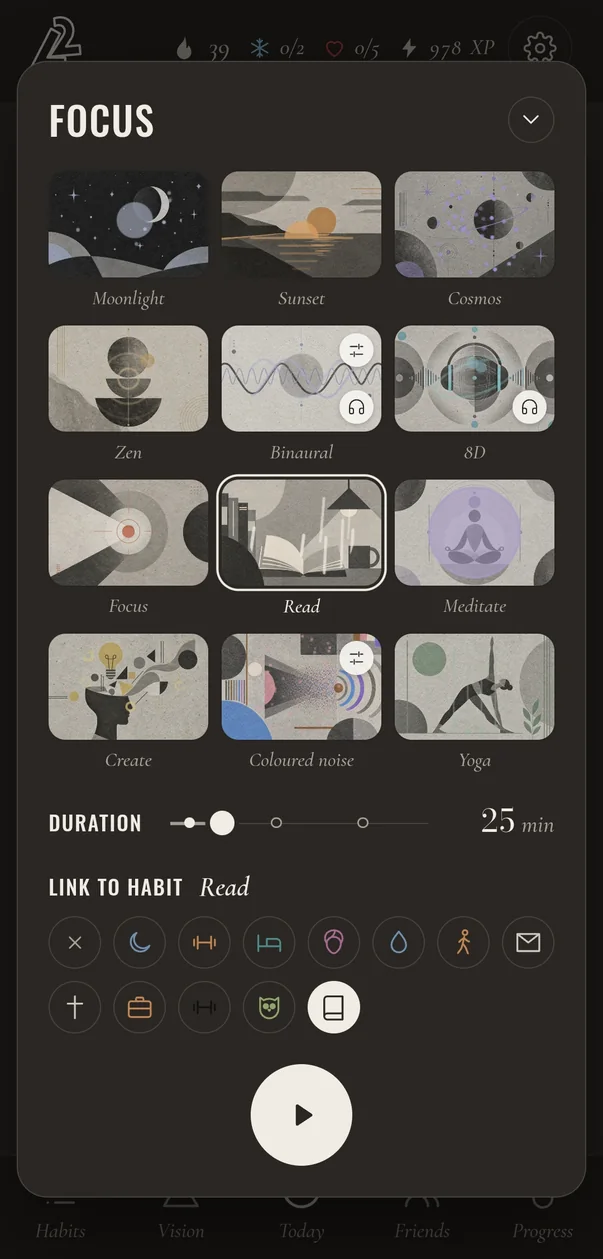 39 0/2 0/5 978 XP
FOCUS
Moonlight Sunset Cosmos
Zen Binaural 8D
Focus Read Meditate
Create Coloured noise Yoga
DURATION 25 min
LINK TO HABIT Read
Habits Vision Today Friends Progress